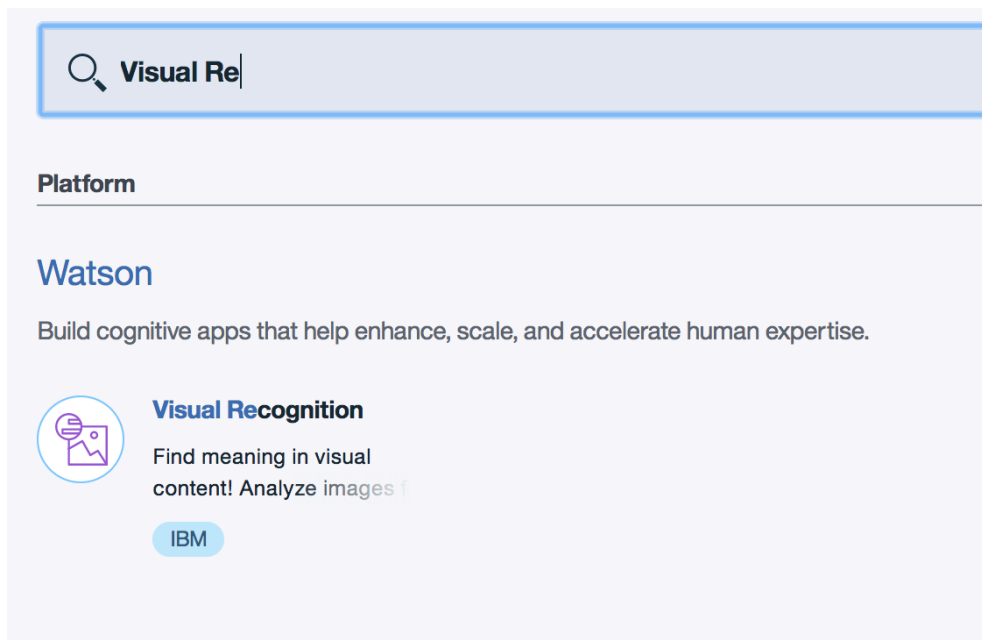 Visual Re
Platform
Watson
Build cognitive apps that help enhance, scale, and accelerate human expertise.
Visual Recognition
Find meaning in visual
content! Analyze images
IBM